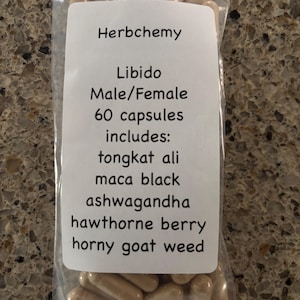 Herbchemy
Libido
Male/Female
60 capsules
includes:
tongkat ali
maca black
ashwagandha
hawthorne berry
horny goat weed